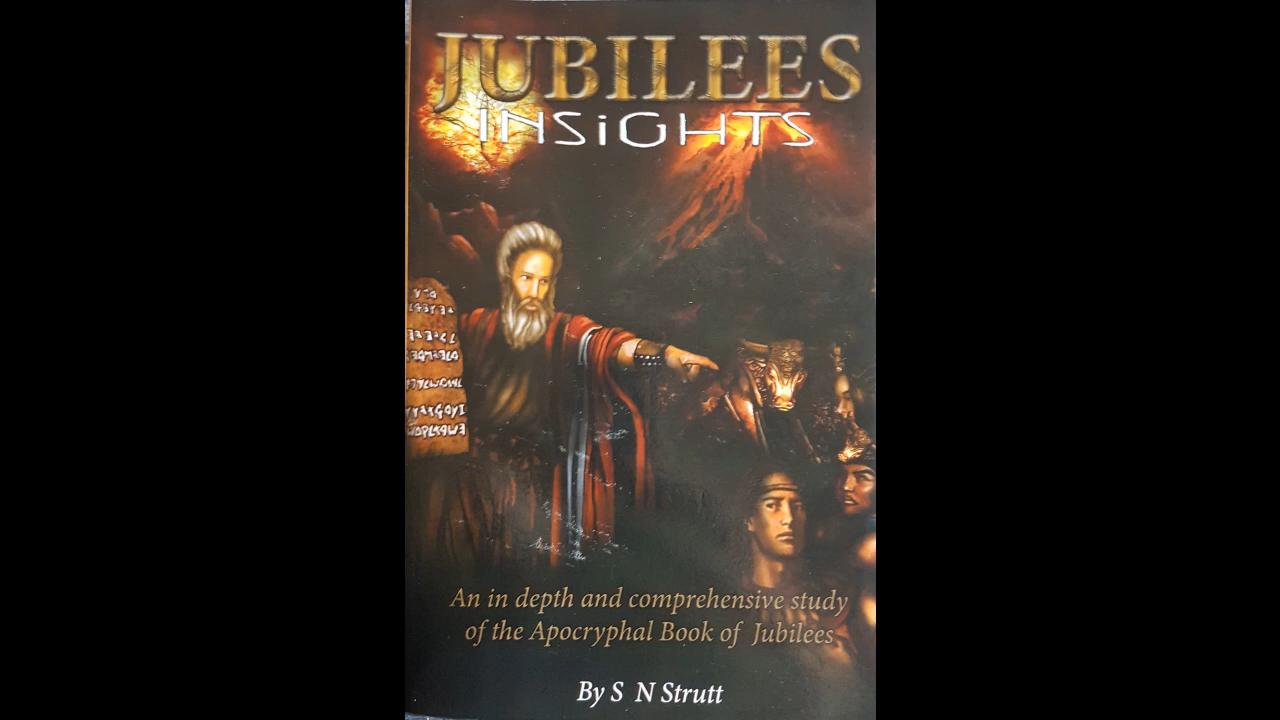 JUBILEES
INSiGHTS
An in depth and comprehensive study
of the Apocryphal Book of Jubilees
By S N Strutt